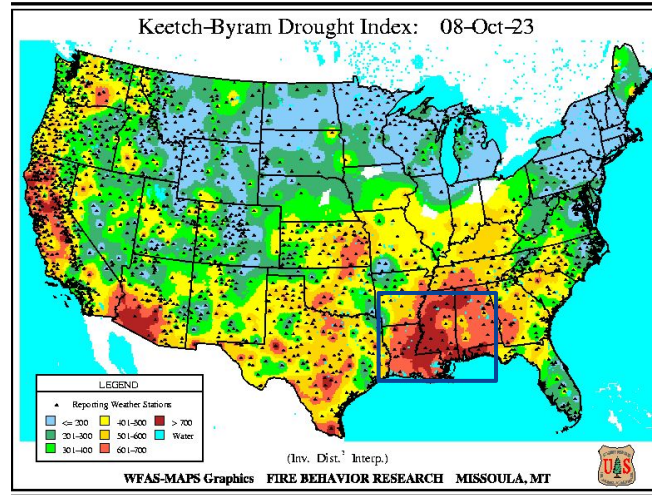 Keetch-Byram Drought Index: 08-Oct-23
LEGEND
Reporting Weather Stations
<= 200 401-500 > 700
201-300 501-600 Water
301-400 601-700
(Inv. Dist.² Interp.)
WFAS-MAPS Graphics FIRE BEHAVIOR RESEARCH MISSOULA, MT
U S